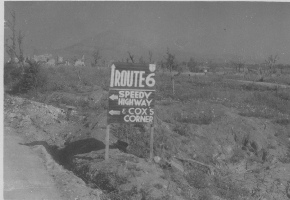 ROUTE 6
SPEEDY
HIGHWAY
& COX'S
CORNER